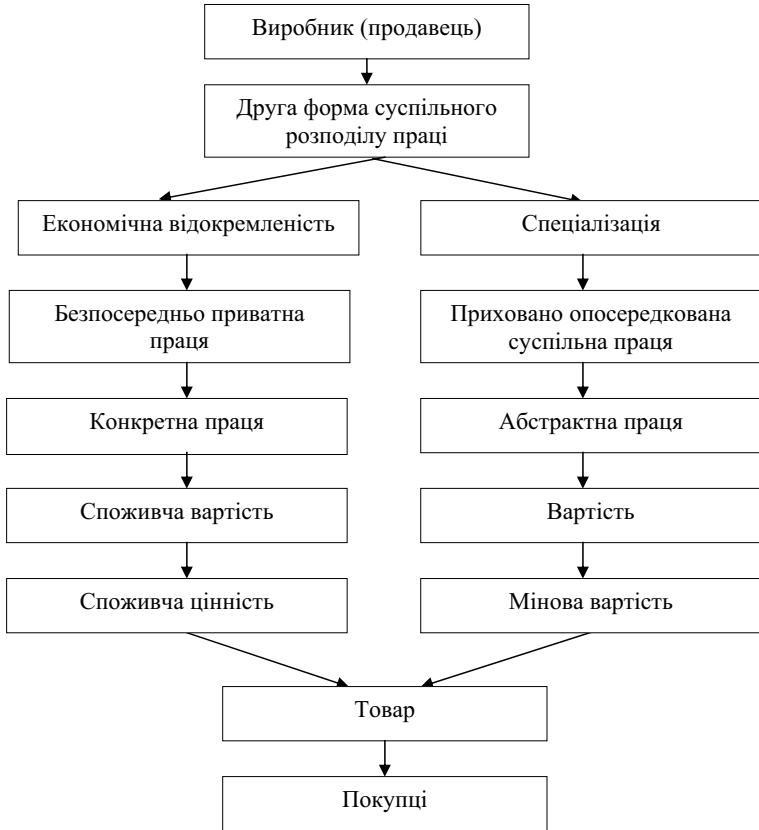 Виробник (продавець)
Друга форма суспільного
розподілу праці
Економічна відокремленість
Спеціалізація
Безпосередньо приватна
праця
Приховано опосередкована
суспільна праця
Конкретна праця
Абстрактна праця
Споживча вартість
Вартість
Споживча цінність
Мінова вартість
Товар
Покупці